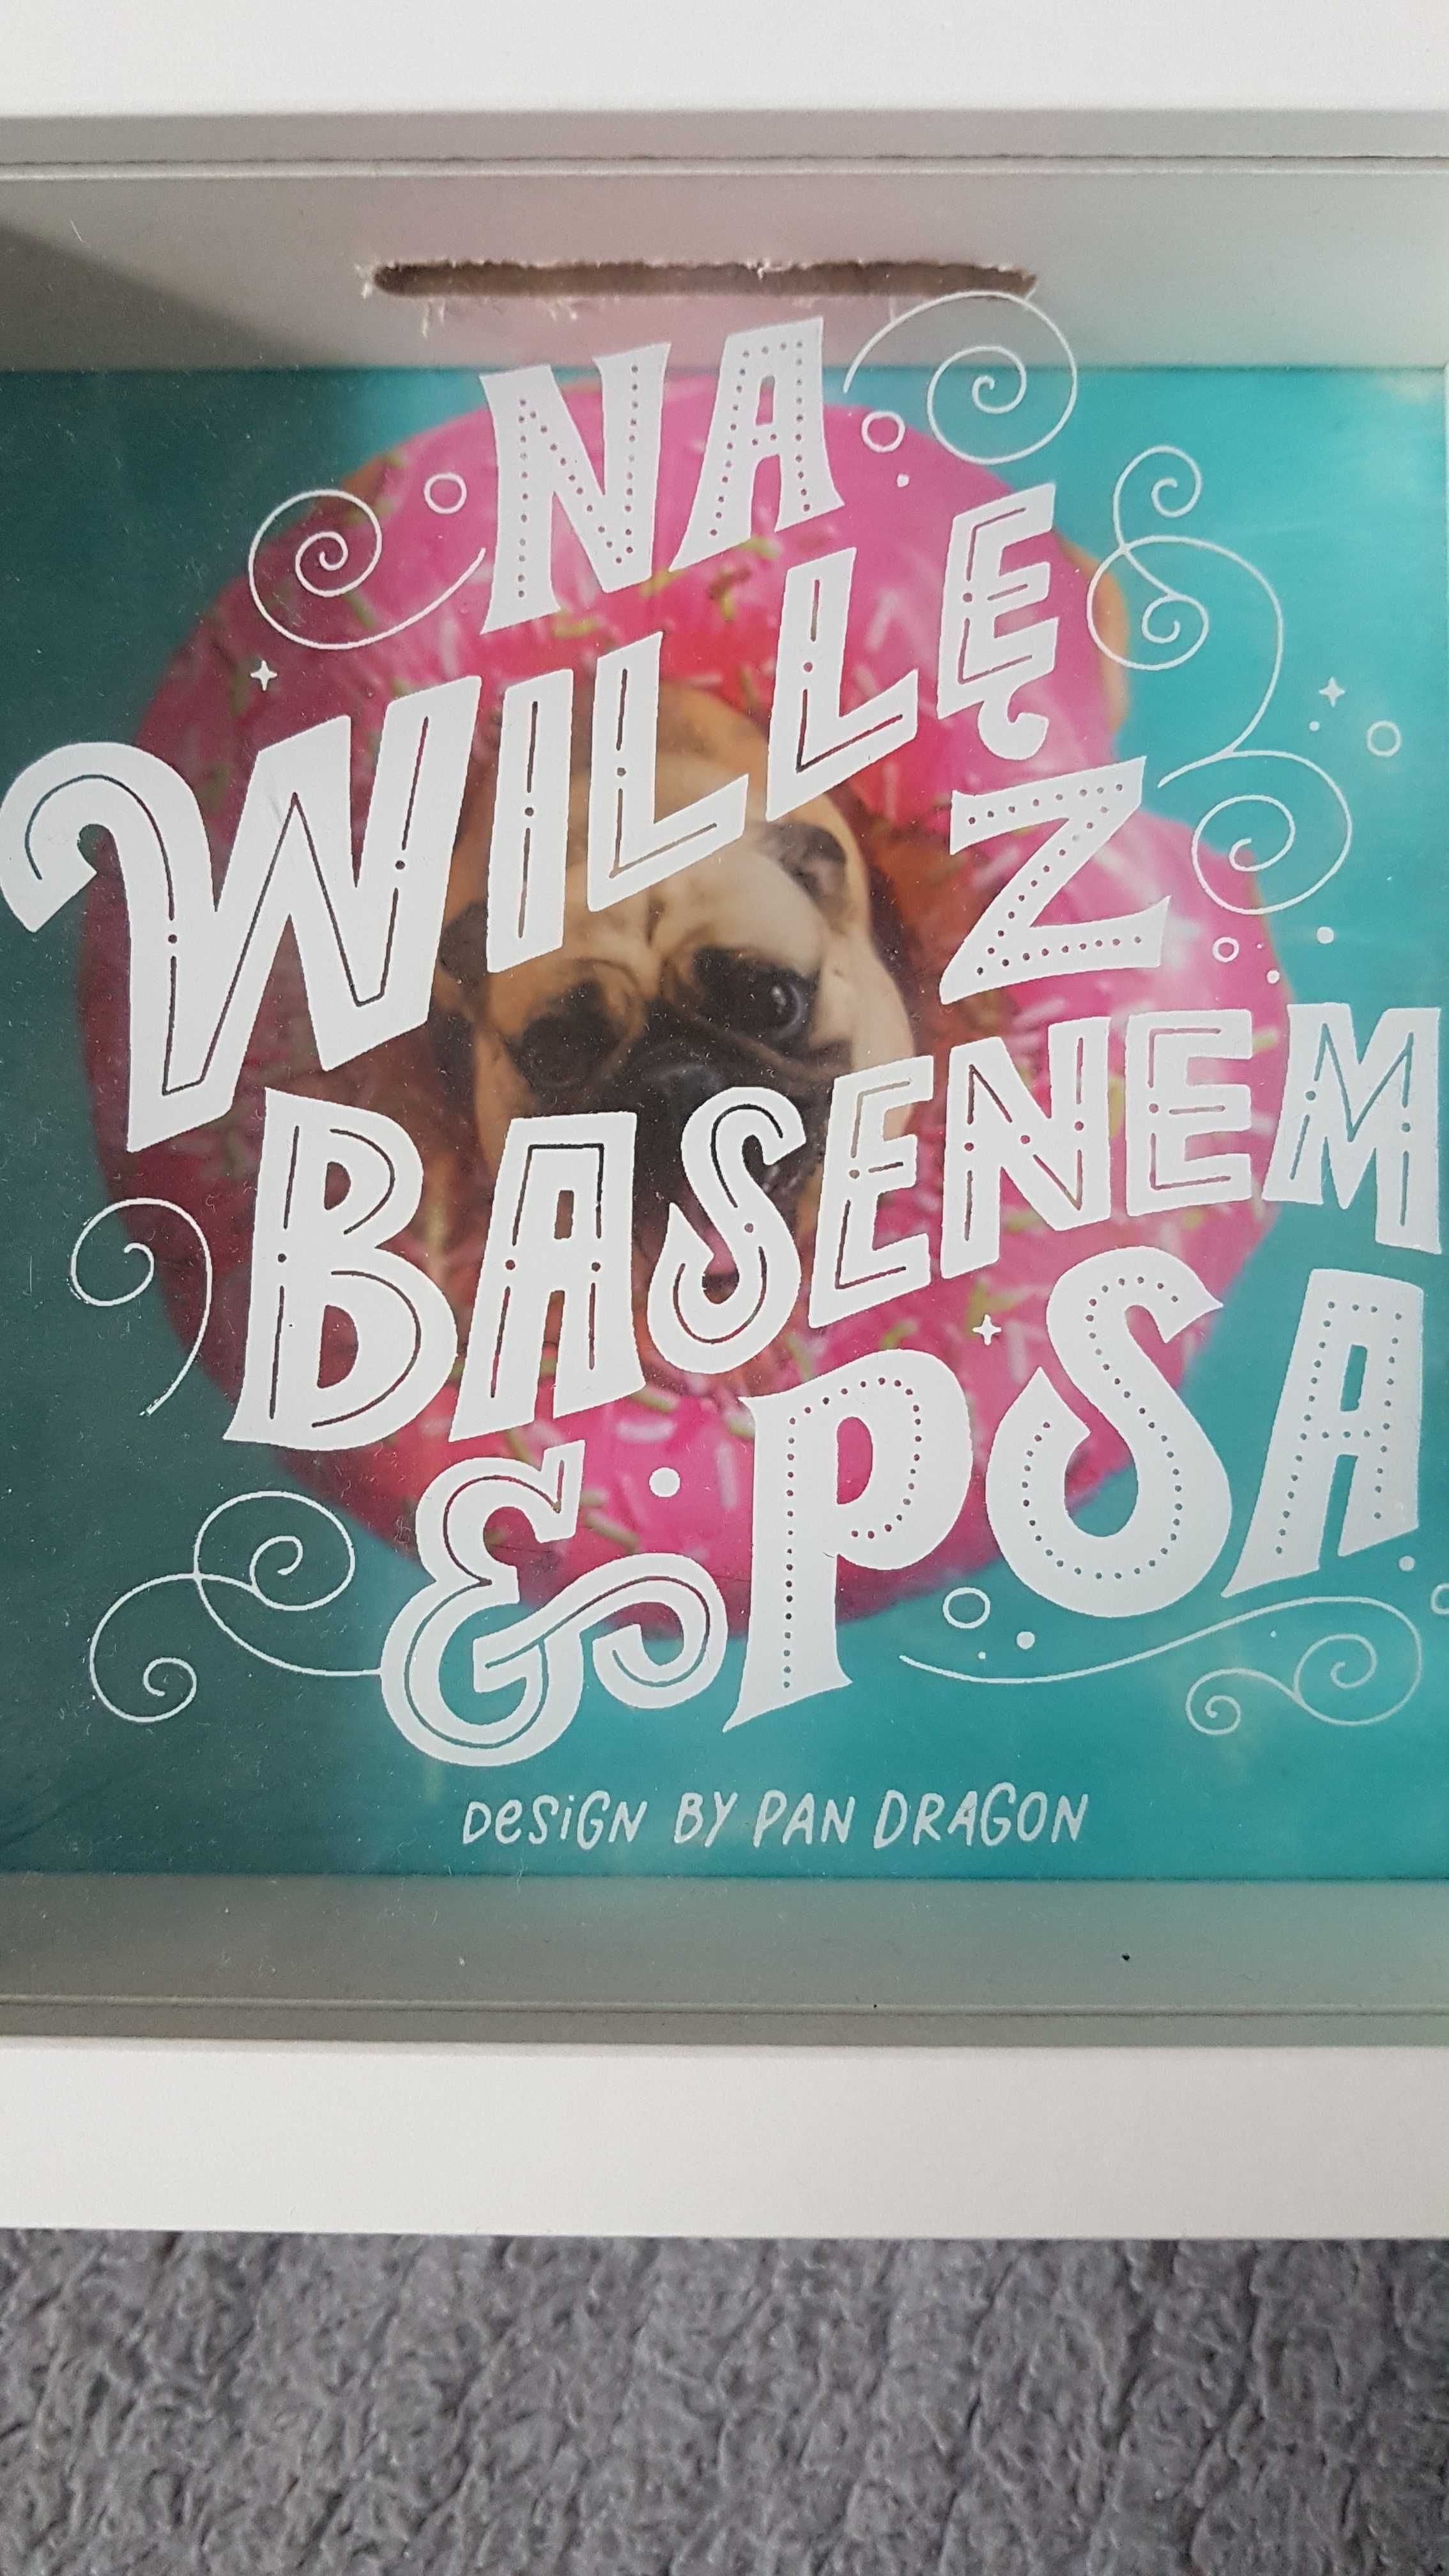 NA
WILLĘ
Z
BASENEM
& PSA
DESIGN BY PAN DRAGON